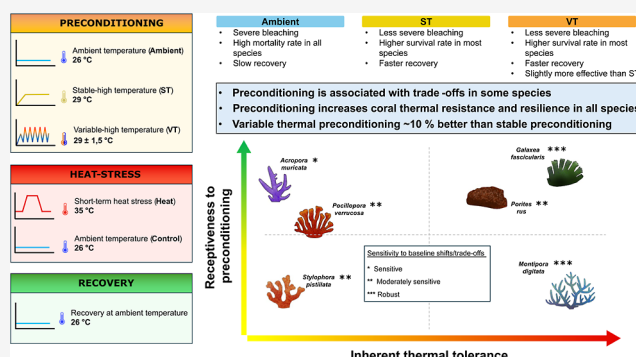 PRECONDITIONING
Ambient temperature (Ambient)
26 °C
Stable-high temperature (ST)
29 °C
Variable-high temperature (VT)
29 ± 1,5 °C
HEAT-STRESS
Short-term heat stress (Heat)
35 °C
Ambient temperature (Control)
26 °C
RECOVERY
Recovery at ambient temperature
26 °C
Ambient
• Severe bleaching
• High mortality rate in all
species
• Slow recovery
ST
• Less severe bleaching
• Higher survival rate in most
species
• Faster recovery
VT
• Less severe bleaching
• Higher survival rate in most
species
• Faster recovery
• Slightly more effective than ST
• Preconditioning is associated with trade -offs in some species
• Preconditioning increases coral thermal resistance and resilience in all species
• Variable thermal preconditioning ~10 % better than stable preconditioning
Receptiveness to
preconditioning
Acropora
muricata
*
Pocillopora
verrucosa
**
Galaxea
fascicularis
***
Porites
rus
**
Stylophora
pistillata
**
Sensitivity to baseline shifts/trade-offs
* Sensitive
** Moderately sensitive
*** Robust
Montipora
digitata
***
Inherent thermal tolerance